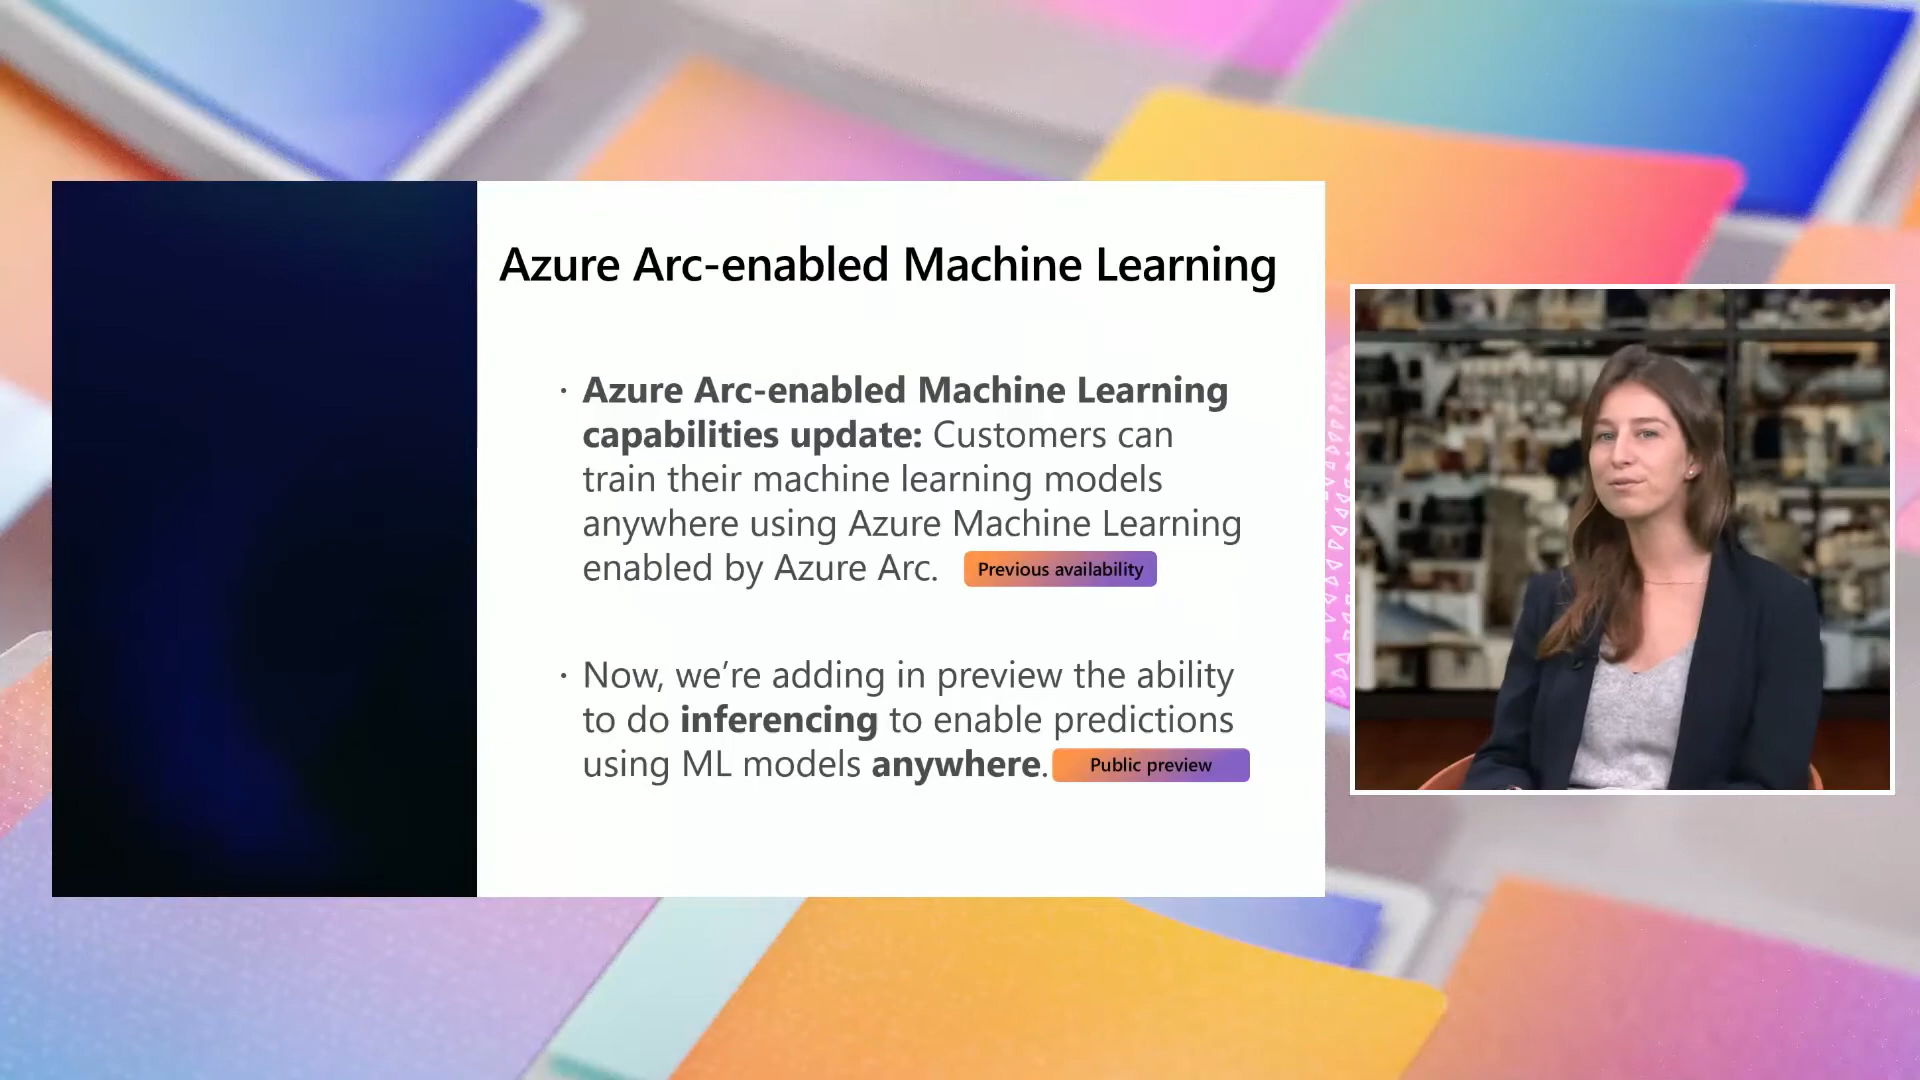 Azure Arc-enabled Machine Learning
· Azure Arc-enabled Machine Learning
capabilities update: Customers can
train their machine learning models
anywhere using Azure Machine Learning
enabled by Azure Arc. Previous availability
· Now, we’re adding in preview the ability
to do inferencing to enable predictions
using ML models anywhere. Public preview